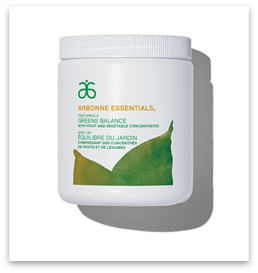 ARBONNE ESSENTIALS®
FEATURING A
GREENS BALANCE
WITH FRUIT AND VEGETABLE CONCENTRATES
AVEC UN
ÉQUILIBRE DU JARDIN
COMPRENANT DES CONCENTRÉS
DE FRUITS ET DE LÉGUMES